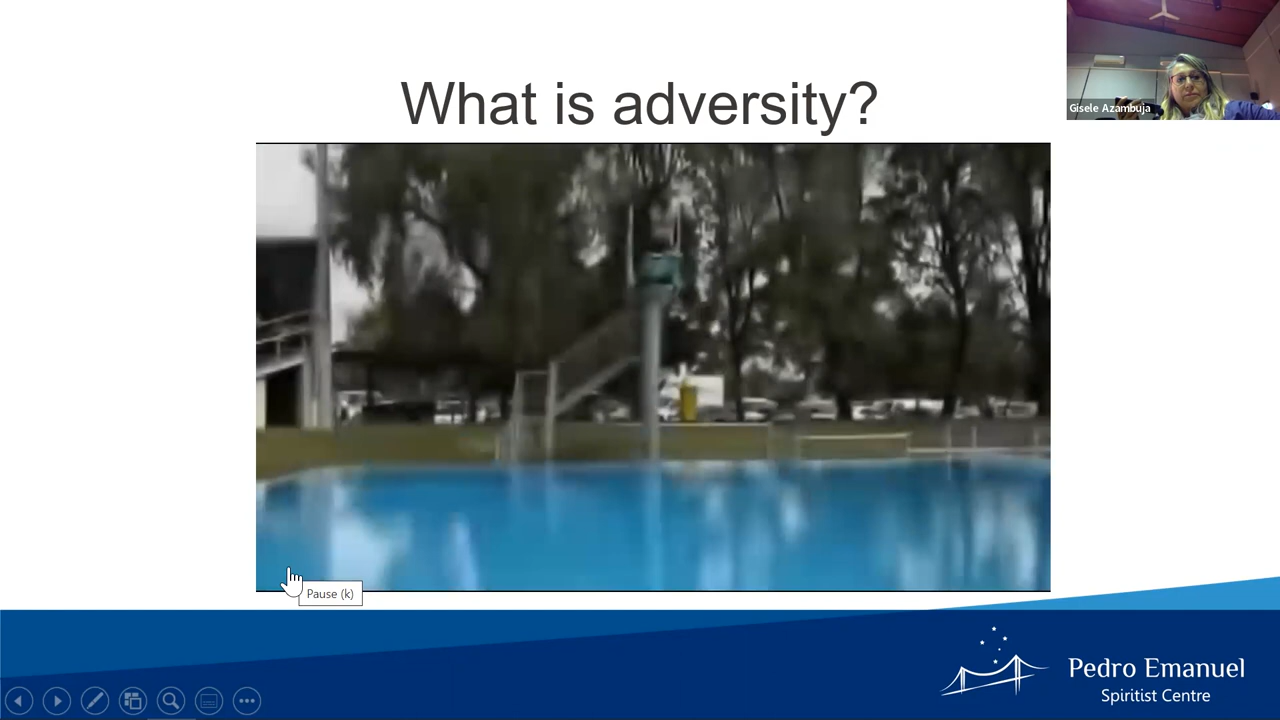 What is adversity?
Gisele Azambuja
Pause (k)
Pedro Emanuel
Spiritist Centre